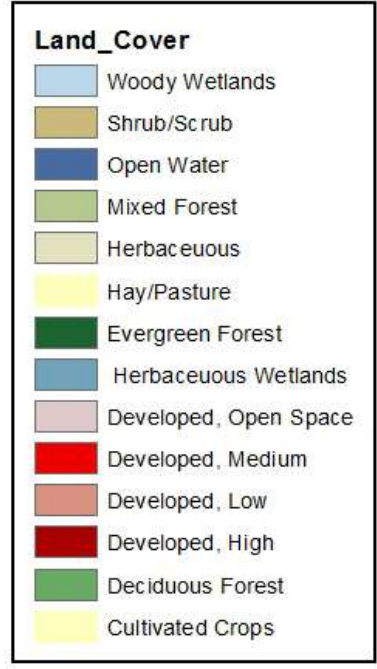 Land_Cover
Woody Wetlands
Shrub/Scrub
Open Water
Mixed Forest
Herbaceuous
Hay/Pasture
Evergreen Forest
Herbaceuous Wetlands
Developed, Open Space
Developed, Medium
Developed, Low
Developed, High
Deciduous Forest
Cultivated Crops